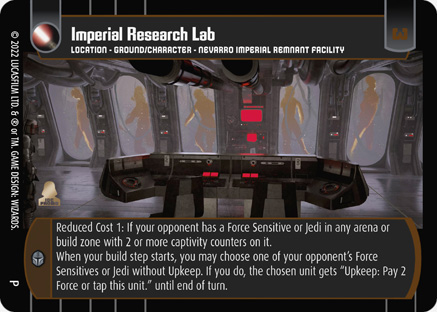 Imperial Research Lab
LOCATION - GROUND/CHARACTER - NEVARRO IMPERIAL REMNANT FACILITY
Reduced Cost 1: If your opponent has a Force Sensitive or Jedi in any arena or
build zone with 2 or more captivity counters on it.
When your build step starts, you may choose one of your opponent's Force
Sensitives or Jedi without Upkeep. If you do, the chosen unit gets "Upkeep: Pay 2
Force or tap this unit." until end of turn.
© 2022 LUCASFILM LTD. & ® or TM. GAME DESIGN: WIZARDS.
P